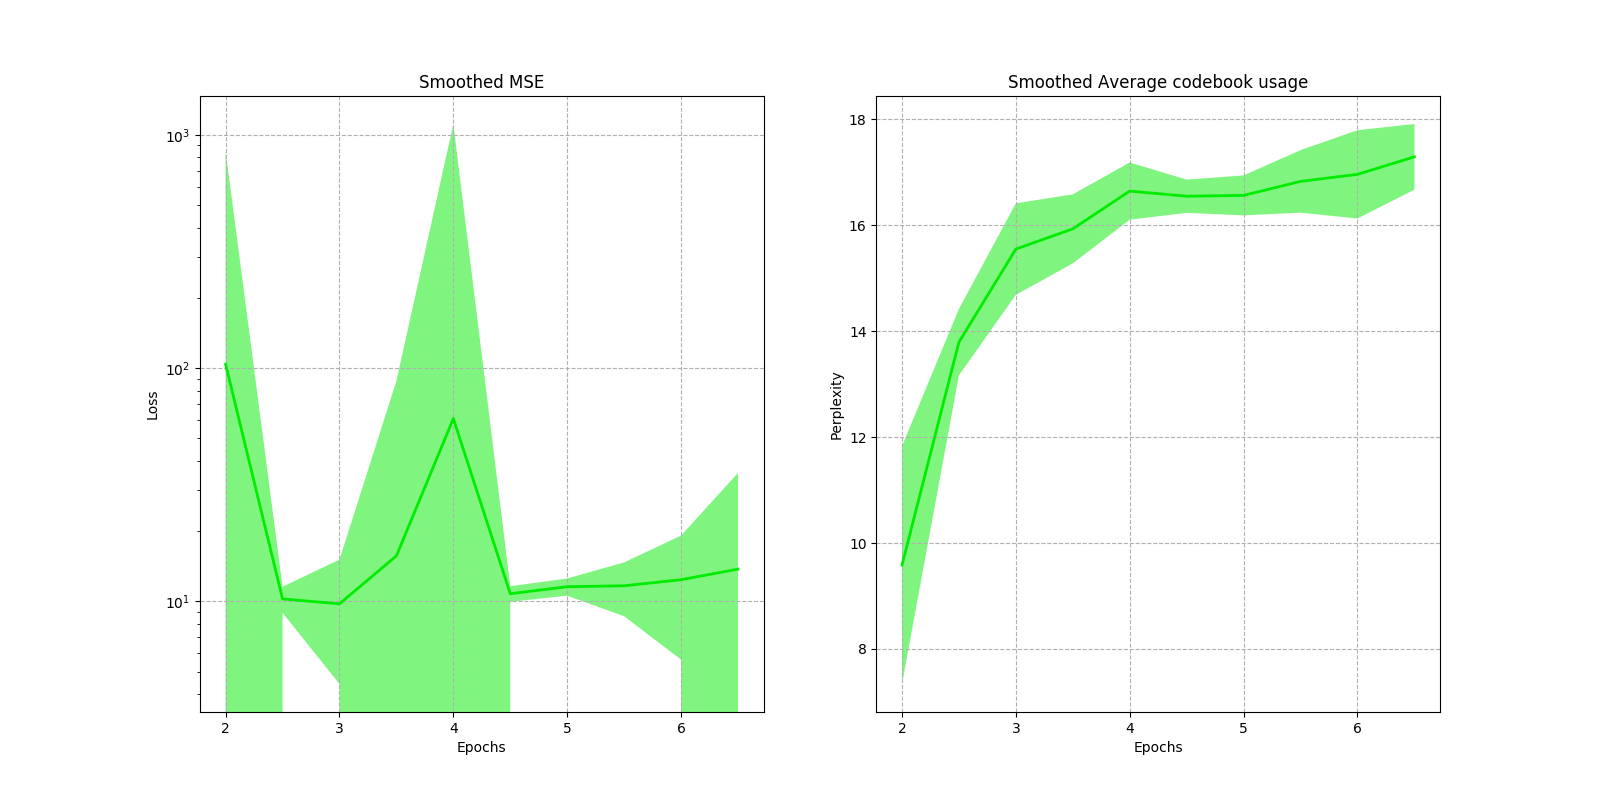 Smoothed MSE
Loss
10³
10²
10¹
2 3 4 5 6
Epochs
Smoothed Average codebook usage
Perplexity
18
16
14
12
10
8
2 3 4 5 6
Epochs